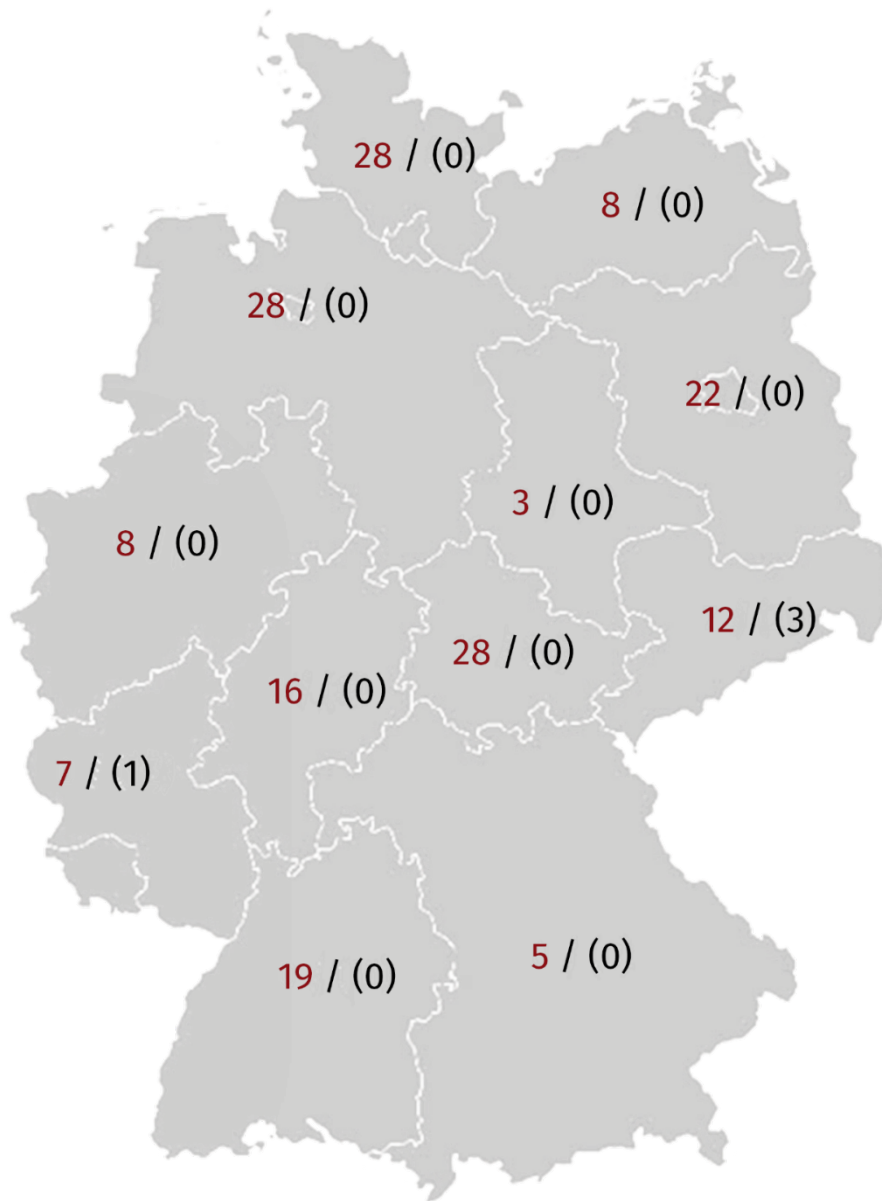 28 / (0)
8 / (0)
28 / (0)
22 / (0)
3 / (0)
8 / (0)
12 / (3)
28 / (0)
16 / (0)
7 / (1)
5 / (0)
19 / (0)